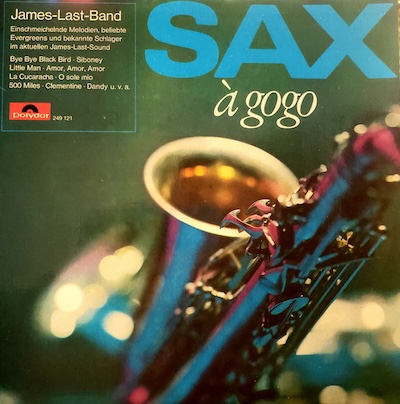 James-Last-Band
Einschmeichelnde Melodien, beliebte
Evergreens und bekannte Schlager
im aktuellen James-Last-Sound
Bye Bye Black Bird · Siboney
Little Man · Amor, Amor, Amor
La Cucaracha · O sole mio
500 Miles · Clementine · Dandy u. v. a.
Polydor
249 121
SAX
à gogo